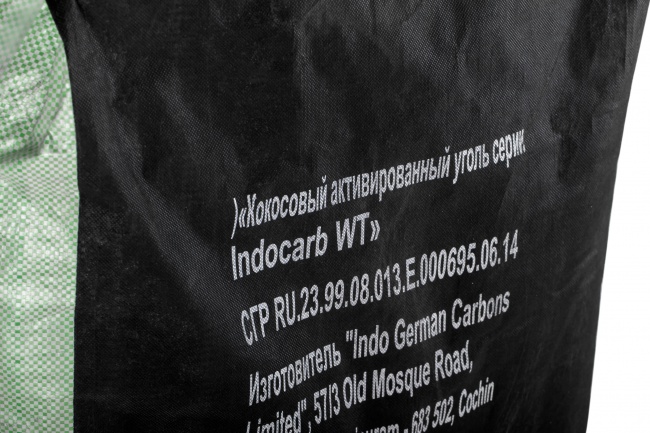 )«Кокосовый активированный уголь серии
Indocarb WT»
СГР RU.23.99.08.013.E.000695.06.14
Изготовитель "Indo German Carbons
Limited", 57/3 Old Mosque Road,
- 683 502, Cochin